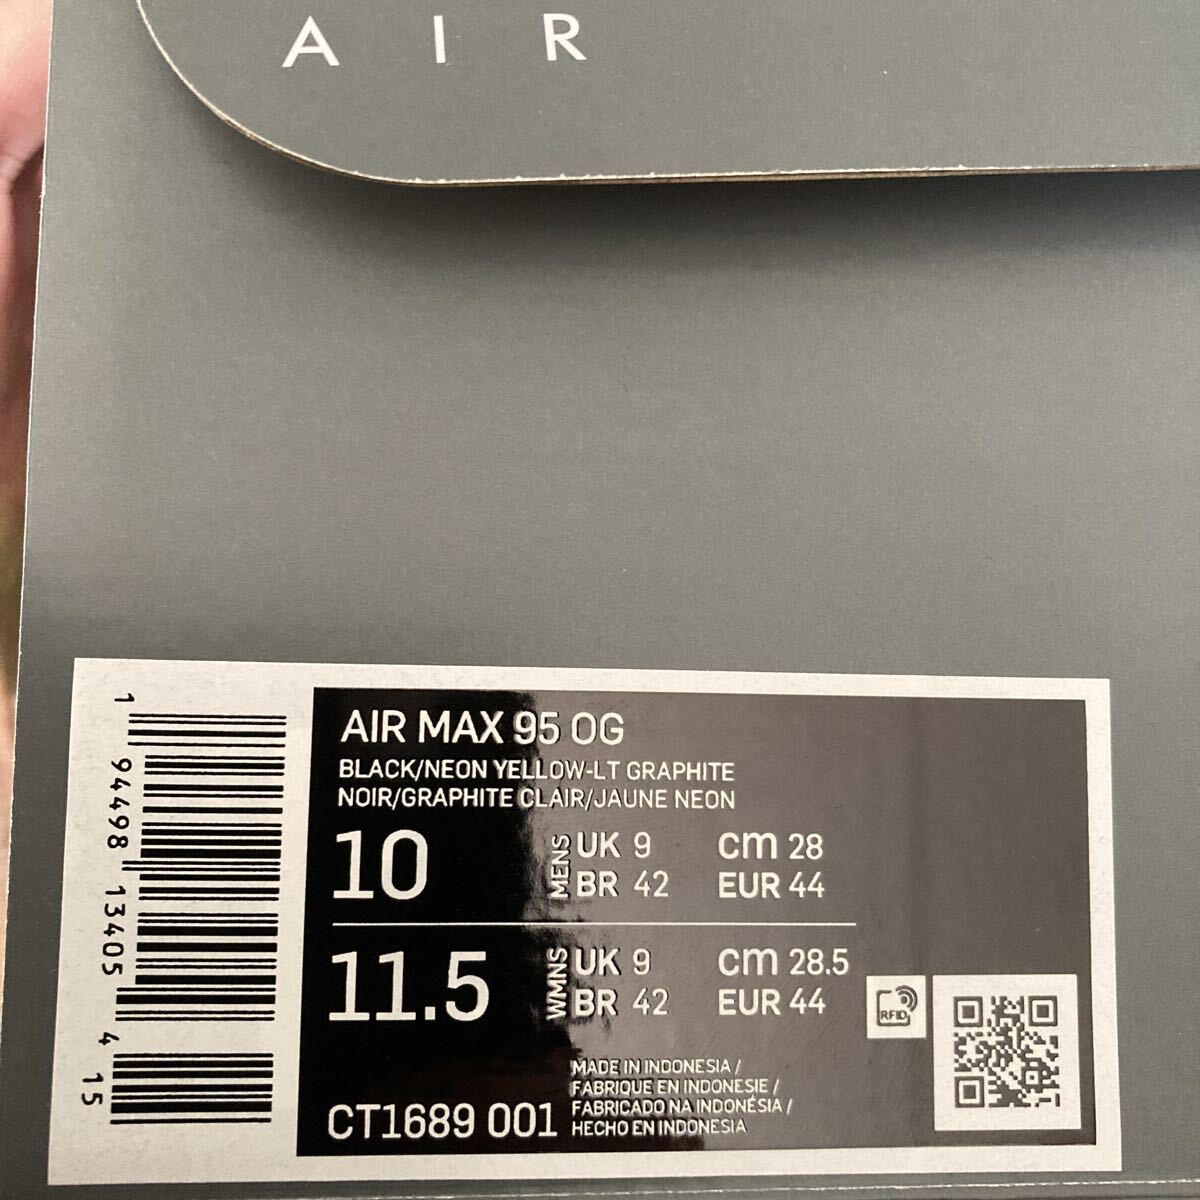 AIR
AIR MAX 95 OG
BLACK/NEON YELLOW-LT GRAPHITE
NOIR/GRAPHITE CLAIR/JAUNE NEON
10 MENS UK 9 cm 28
BR 42 EUR 44
11.5 WMNS UK 9 cm 28.5
BR 42 EUR 44
RFID
MADE IN INDONESIA /
FABRIQUE EN INDONESIE /
FABRICADO NA INDONÉSIA /
HECHO EN INDONESIA
CT1689 001
1 94498 13405 4 15